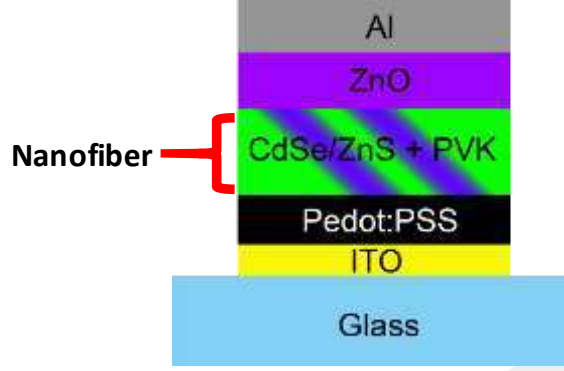 Al
ZnO
Nanofiber
CdSe/ZnS + PVK
Pedot:PSS
ITO
Glass